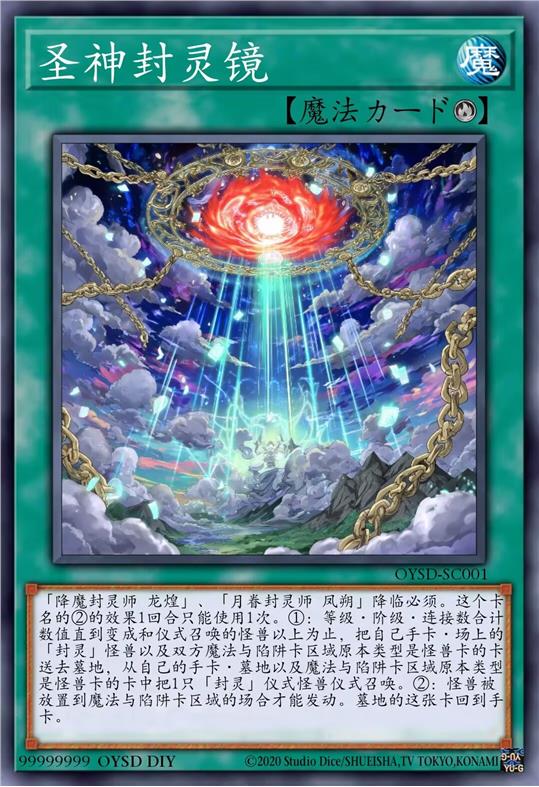 圣神封灵镜
魔
【魔法カード】
OYSD-SC001
「降魔封灵师 龙煌」、「月眷封灵师 凤朔」降临必须。这个卡
名的②的效果1回合只能使用1次。①：等级·阶级·连接数合计
数值直到变成和仪式召唤的怪兽以上为止，把自己手卡·场上的
「封灵」怪兽以及双方魔法与陷阱卡区域原本类型是怪兽卡的卡
送去墓地，从自己的手卡·墓地以及魔法与陷阱卡区域原本类型
是怪兽卡的卡中把1只「封灵」仪式怪兽仪式召唤。②：怪兽被
放置到魔法与陷阱卡区域的场合才能发动。墓地的这张卡回到手
卡。
99999999 OYSD DIY
©2020 Studio Dice/SHUEISHA,TV TOKYO,KONAMI
YU-G